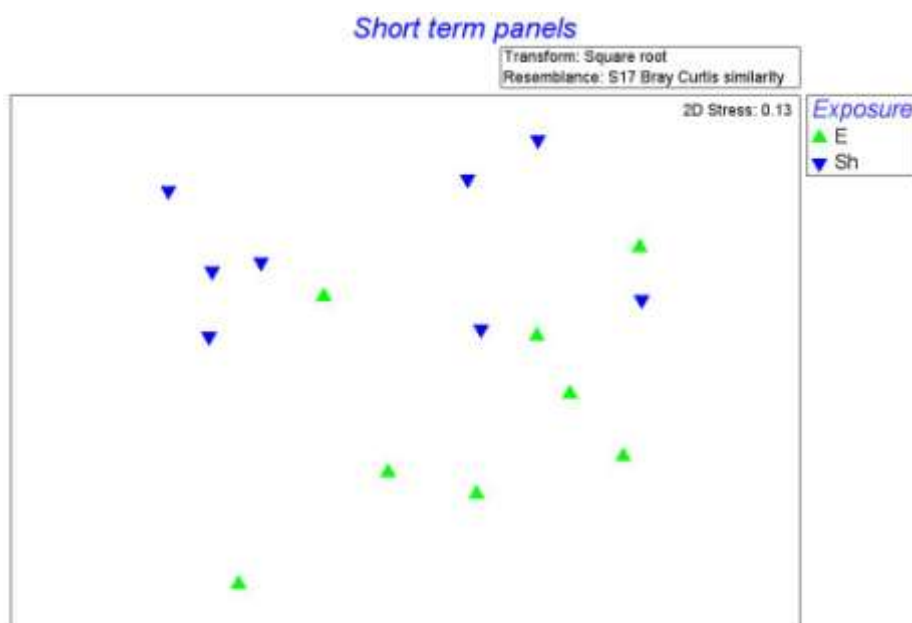 Short term panels
Transform: Square root
Resemblance: S17 Bray Curtis similarity
2D Stress: 0.13
Exposure
E
Sh